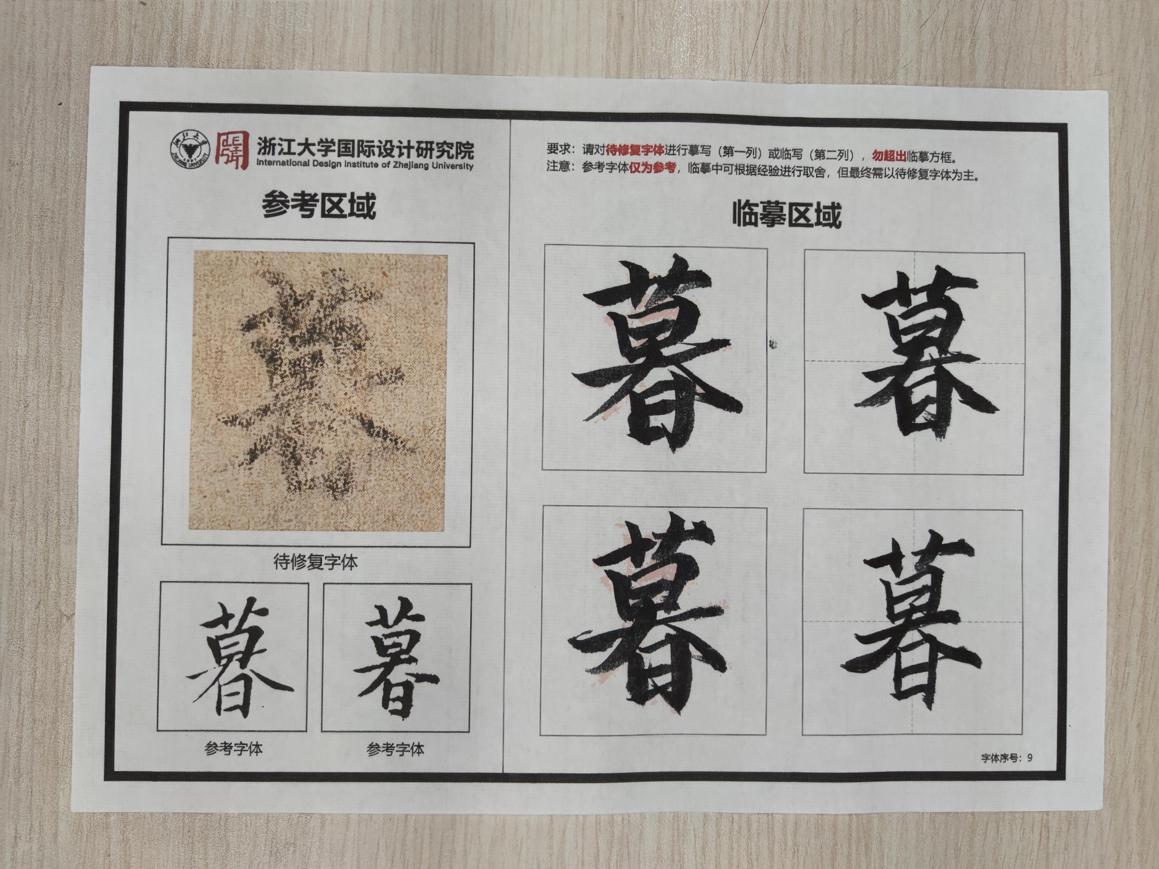 浙江大学国际设计研究院
International Design Institute of Zhejiang University
参考区域
暮
待修复字体
暮
暮
参考字体
参考字体
要求：请对待修复字体进行摹写（第一列）或临写（第二列），勿超出临摹方框。
注意：参考字体仅为参考，临摹中可根据经验进行取舍，但最终需以待修复字体为主。
临摹区域
暮
暮
暮
暮
字体序号：9